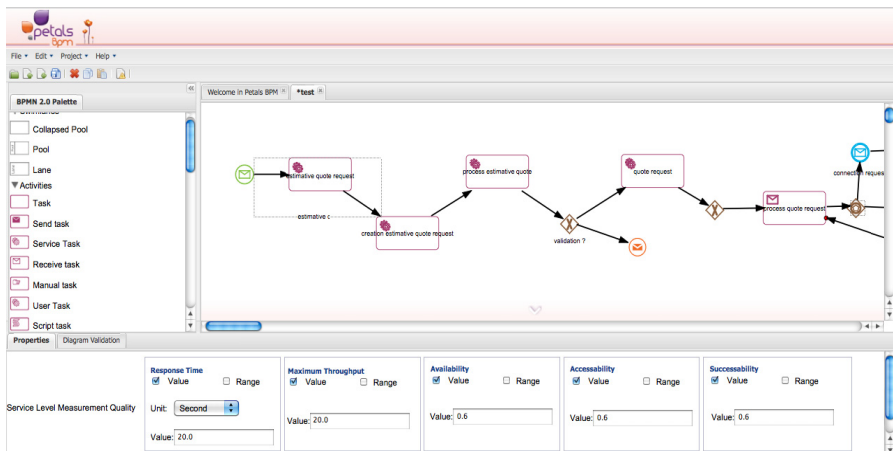 petals
Bpm
File Edit Project Help
BPMN 2.0 Palette
Collapsed Pool
Pool
Lane
Activities
Task
Send task
Service Task
Receive task
Manual task
User Task
Script task
Welcome in Petals BPM
*test
estimative quote request
estimative c
creation estimative quote request
process estimative quote
validation ?
quote request
process quote request
connection reques
Properties
Diagram Validation
Service Level Measurement Quality
Response Time
Value Range
Unit: Second
Value: 20.0
Maximum Throughput
Value Range
Value: 20.0
Availability
Value Range
Value: 0.6
Accessability
Value Range
Value: 0.6
Successability
Value Range
Value: 0.6